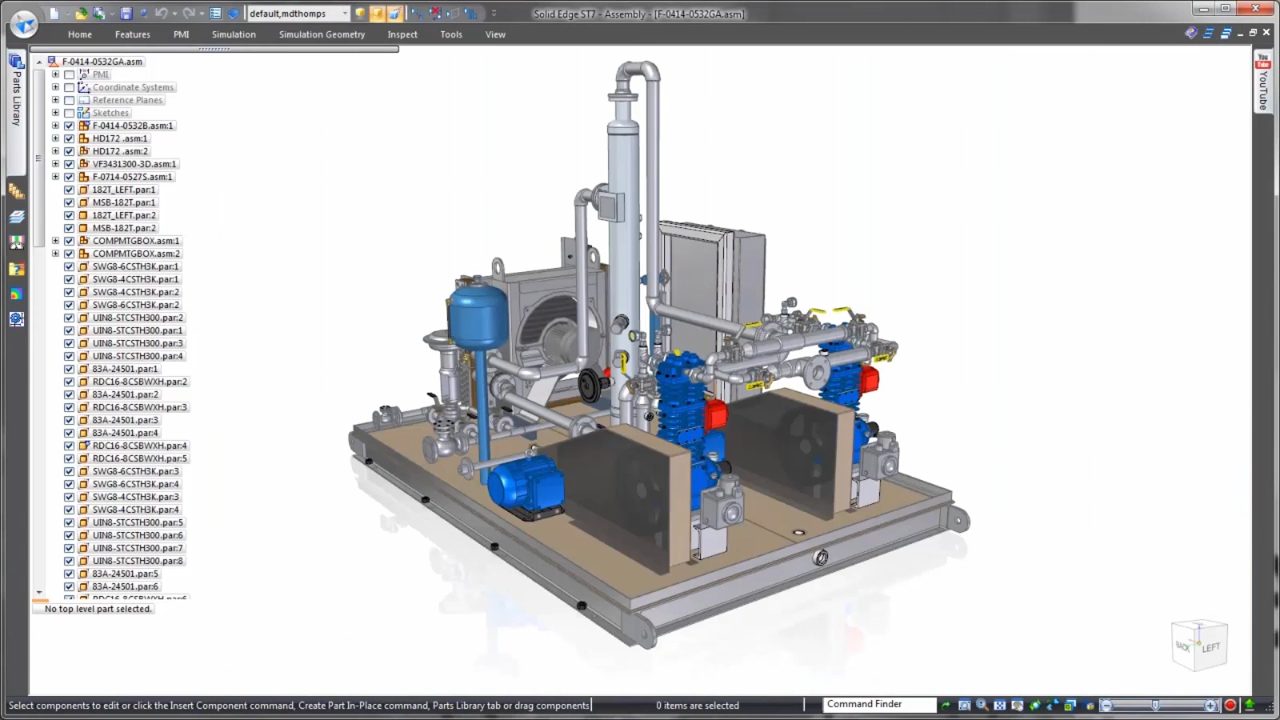 default,mdthomps
Solid Edge ST7 - Assembly - [F-0414-0532GA.asm]
Home Features PMI Simulation Simulation Geometry Inspect Tools View
Parts Library
F-0414-0532GA.asm
PMI
Coordinate Systems
Reference Planes
Sketches
F-0414-0532B.asm:1
HD172 .asm:1
HD172 .asm:2
VF3431300-3D.asm:1
F-0714-0527S.asm:1
182T_LEFT.par:1
MSB-182T.par:1
182T_LEFT.par:2
MSB-182T.par:2
COMPMTGBOX.asm:1
COMPMTGBOX.asm:2
SWG8-6CSTH3K.par:1
SWG8-4CSTH3K.par:1
SWG8-4CSTH3K.par:2
SWG8-6CSTH3K.par:2
UIN8-STCSTH300.par:2
UIN8-STCSTH300.par:1
UIN8-STCSTH300.par:3
UIN8-STCSTH300.par:4
83A-24501.par:1
RDC16-8CSBWXH.par:2
83A-24501.par:2
RDC16-8CSBWXH.par:3
83A-24501.par:3
83A-24501.par:4
RDC16-8CSBWXH.par:4
RDC16-8CSBWXH.par:5
SWG8-6CSTH3K.par:3
SWG8-6CSTH3K.par:4
SWG8-4CSTH3K.par:3
SWG8-4CSTH3K.par:4
UIN8-STCSTH300.par:5
UIN8-STCSTH300.par:6
UIN8-STCSTH300.par:7
UIN8-STCSTH300.par:8
83A-24501.par:5
83A-24501.par:6
RDC16-8CSBWXH.par:6
No top level part selected.
You
Tube
YouTube
BACK LEFT
Select components to edit or click the Insert Component command, Create Part In-Place command, Parts Library tab or drag components
0 items are selected
Command Finder